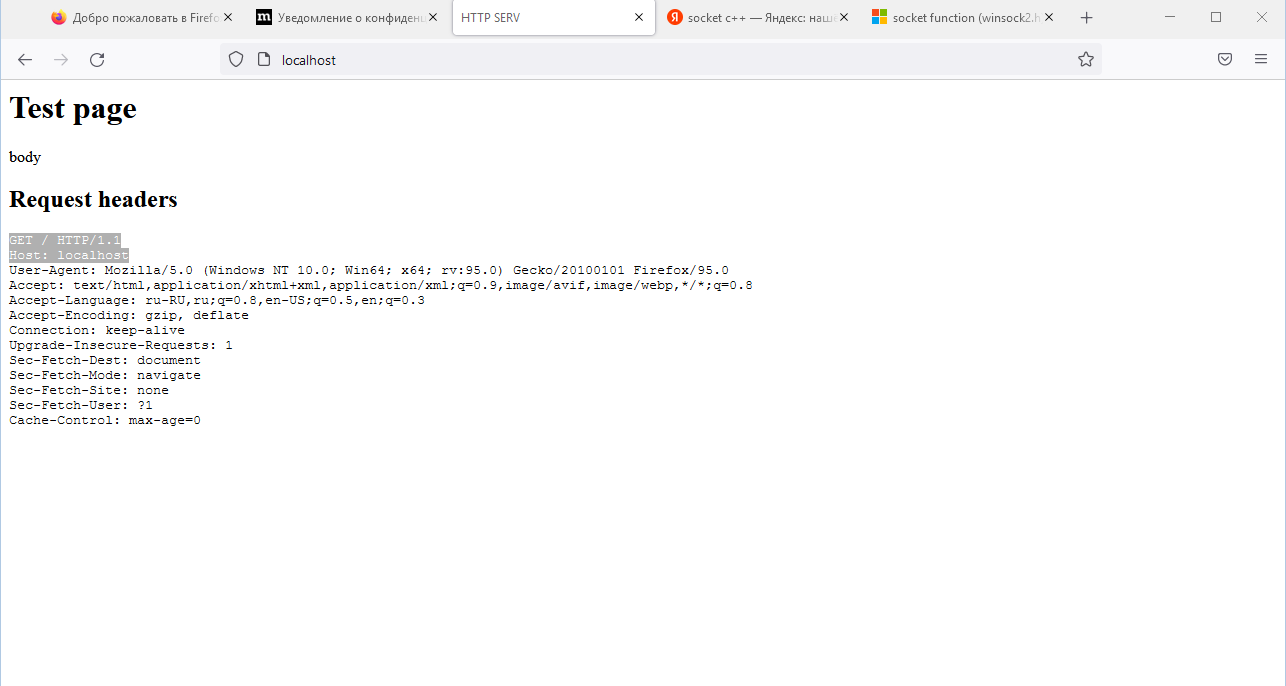 Добро пожаловать в Firefo
m Уведомление о конфиденц
HTTP SERV
Я socket c++ — Яндекс: наше
socket function (winsock2.h
localhost
Test page
body
Request headers
GET / HTTP/1.1
Host: localhost
User-Agent: Mozilla/5.0 (Windows NT 10.0; Win64; x64; rv:95.0) Gecko/20100101 Firefox/95.0
Accept: text/html,application/xhtml+xml,application/xml;q=0.9,image/avif,image/webp,*/*;q=0.8
Accept-Language: ru-RU,ru;q=0.8,en-US;q=0.5,en;q=0.3
Accept-Encoding: gzip, deflate
Connection: keep-alive
Upgrade-Insecure-Requests: 1
Sec-Fetch-Dest: document
Sec-Fetch-Mode: navigate
Sec-Fetch-Site: none
Sec-Fetch-User: ?1
Cache-Control: max-age=0